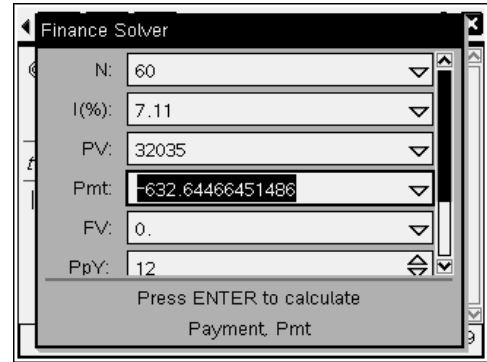 Finance Solver
N: 60
I(%): 7.11
PV: 32035
Pmt: -632.64466451486
FV: 0.
PpY: 12
Press ENTER to calculate
Payment, Pmt